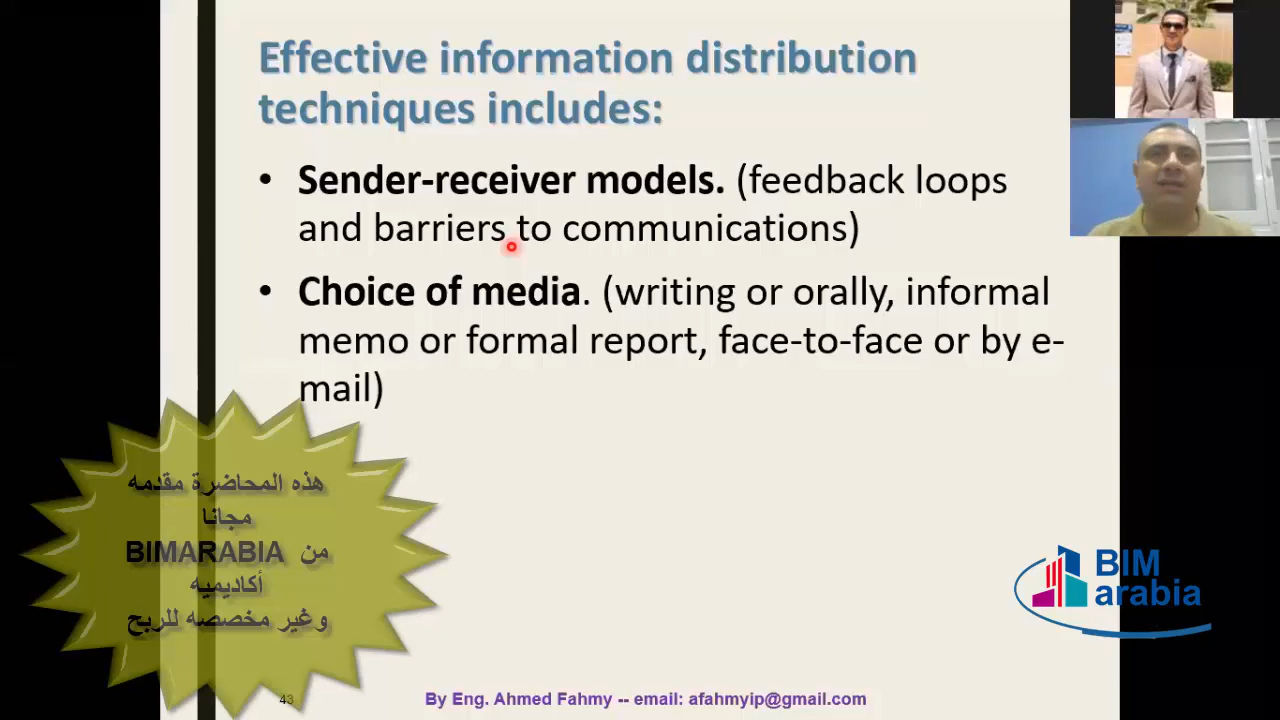 Effective information distribution
techniques includes:
• Sender-receiver models. (feedback loops
and barriers to communications)
• Choice of media. (writing or orally, informal
memo or formal report, face-to-face or by e-
mail)
هذه المحاضرة مقدمه
مجانا
من BIMARABIA
أكاديميه
وغير مخصصه للربح
BIM
arabia
43
By Eng. Ahmed Fahmy -- email: afahmyip@gmail.com